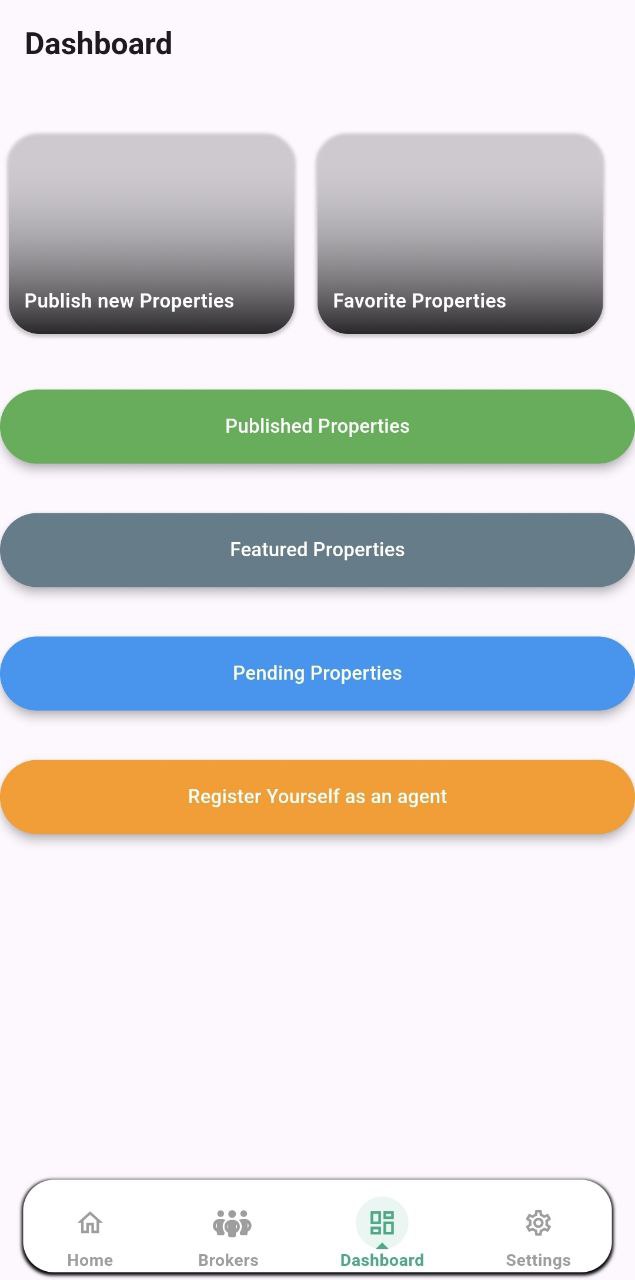 Dashboard
Publish new Properties
Favorite Properties
Published Properties
Featured Properties
Pending Properties
Register Yourself as an agent
Home
Brokers
Dashboard
Settings